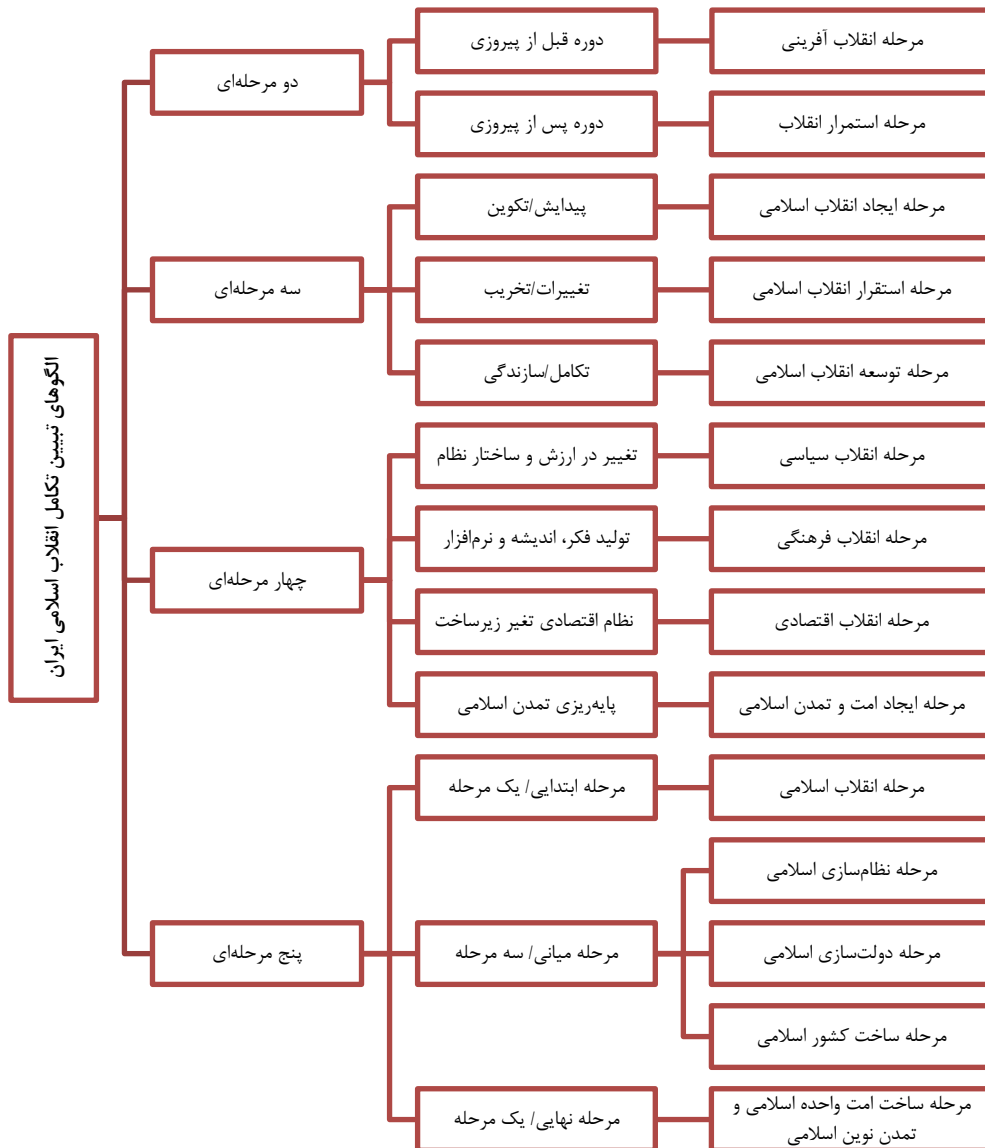 الگوهای تبیین تکامل انقلاب اسلامی ایران
دو مرحله‌ای
دوره قبل از پیروزی
مرحله انقلاب آفرینی
دوره پس از پیروزی
مرحله استمرار انقلاب
سه مرحله‌ای
پیدایش/تکوین
مرحله ایجاد انقلاب اسلامی
تغییرات/تخریب
مرحله استقرار انقلاب اسلامی
تکامل/سازندگی
مرحله توسعه انقلاب اسلامی
چهار مرحله‌ای
تغییر در ارزش و ساختار نظام
مرحله انقلاب سیاسی
تولید فکر، اندیشه و نرم‌افزار
مرحله انقلاب فرهنگی
نظام اقتصادی تغیر زیرساخت
مرحله انقلاب اقتصادی
پایه‌ریزی تمدن اسلامی
مرحله ایجاد امت و تمدن اسلامی
پنج مرحله‌ای
مرحله ابتدایی/ یک مرحله
مرحله انقلاب اسلامی
مرحله میانی/ سه مرحله
مرحله نظام‌سازی اسلامی
مرحله دولت‌سازی اسلامی
مرحله ساخت کشور اسلامی
مرحله نهایی/ یک مرحله
مرحله ساخت امت واحده اسلامی و
تمدن نوین اسلامی